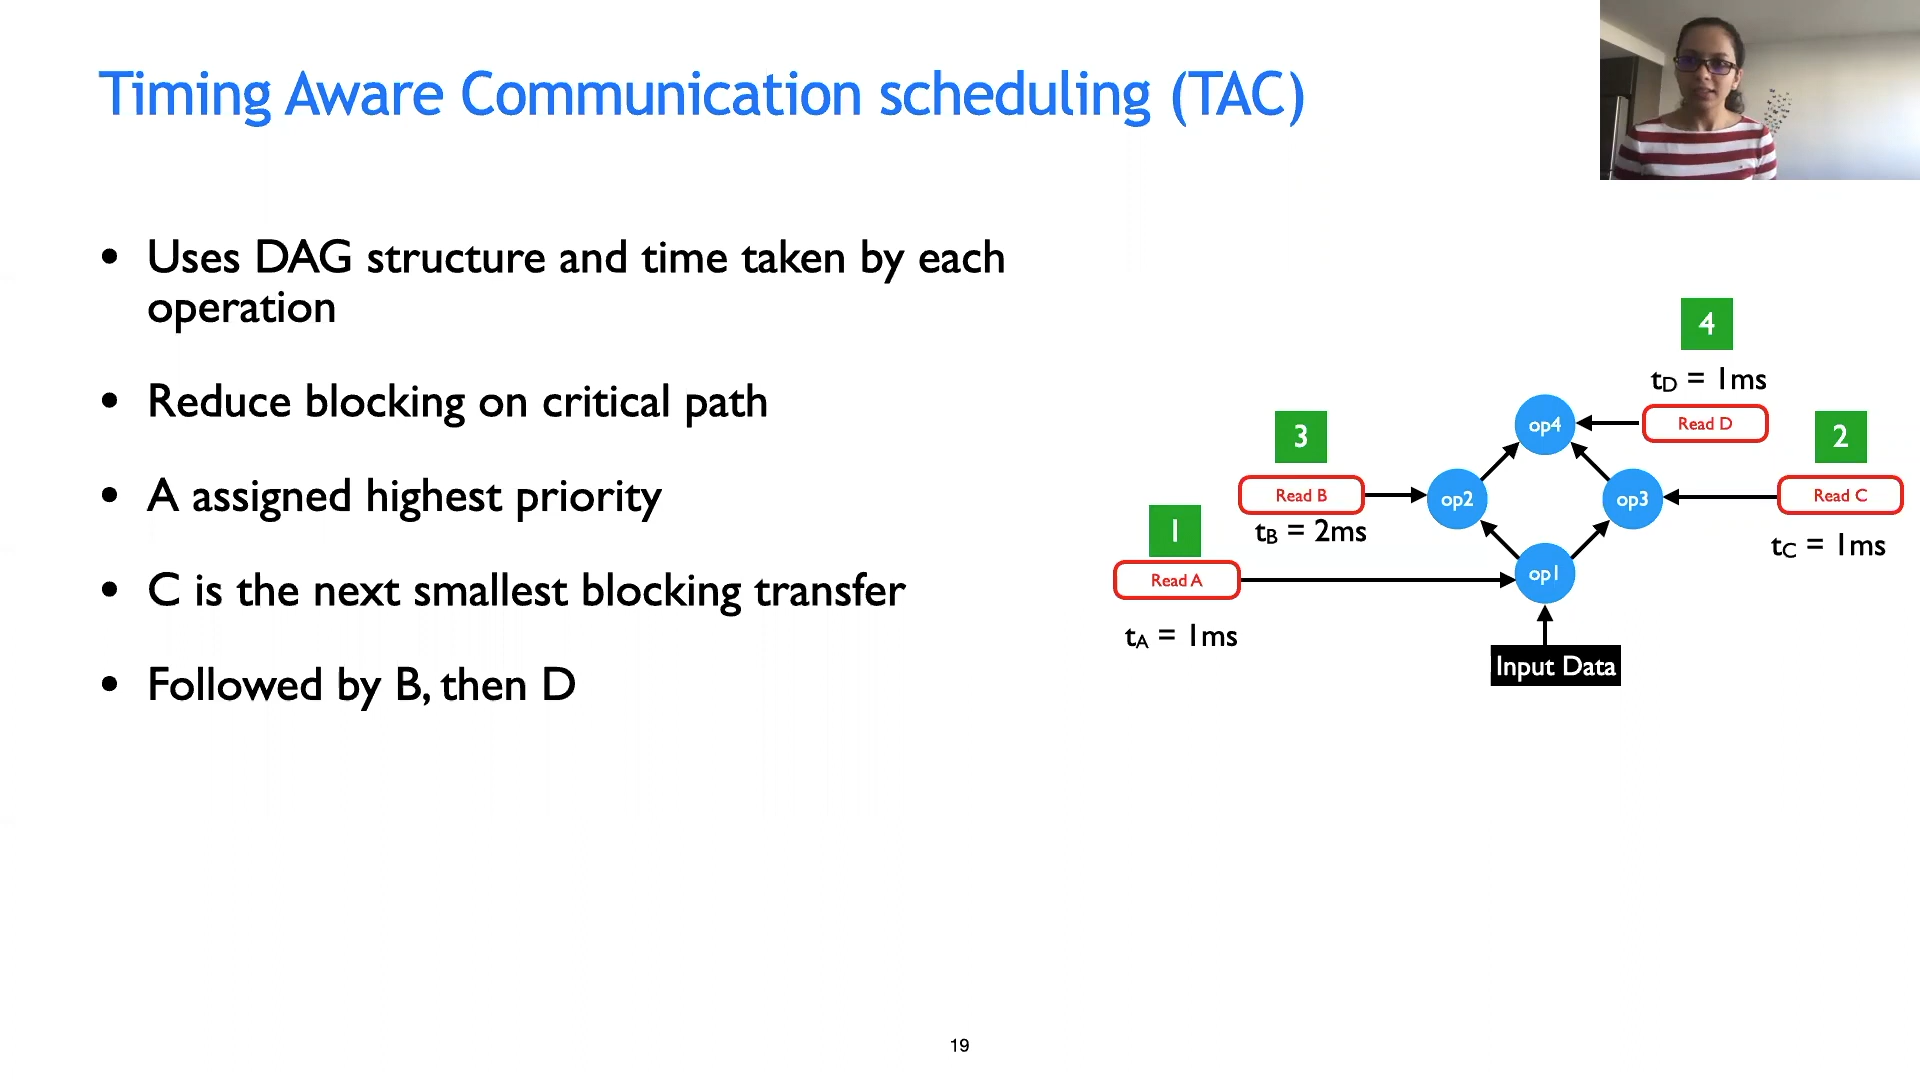 Timing Aware Communication scheduling (TAC)
• Uses DAG structure and time taken by each
operation
• Reduce blocking on critical path
• A assigned highest priority
• C is the next smallest blocking transfer
• Followed by B, then D
4
tD = 1ms
Read D
op4
3
2
Read B
op2
op3
Read C
tB = 2ms
tC = 1ms
1
Read A
op1
tA = 1ms
Input Data
19